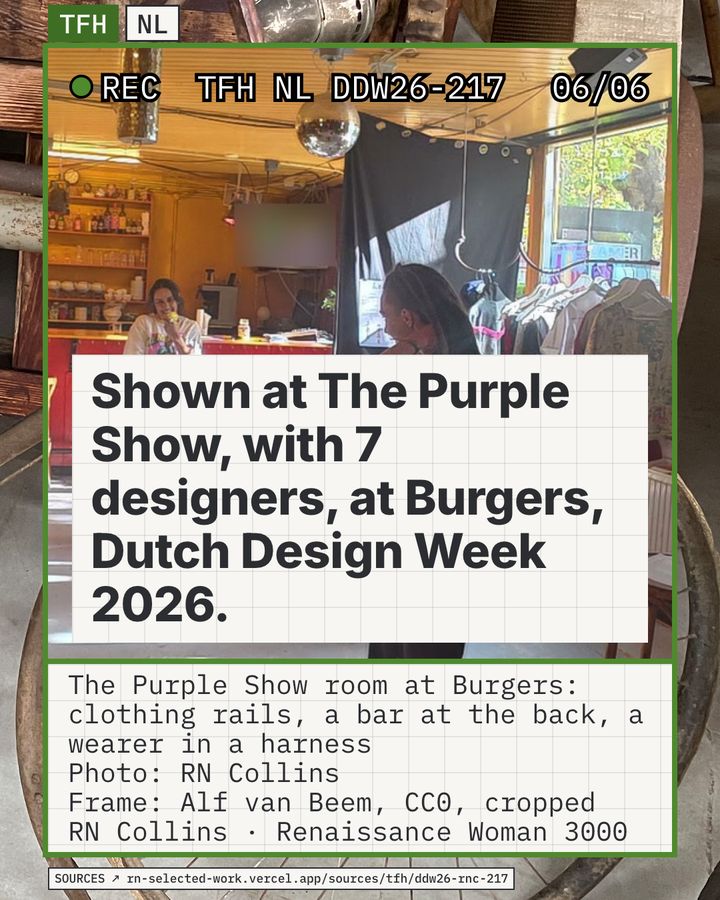 TFH NL
REC TFH NL DDW26-217 06/06
Shown at The Purple
Show, with 7
designers, at Burgers,
Dutch Design Week
2026.
The Purple Show room at Burgers:
clothing rails, a bar at the back, a
wearer in a harness
Photo: RN Collins
Frame: Alf van Beem, CC0, cropped
RN Collins · Renaissance Woman 3000
SOURCES ↗ rn-selected-work.vercel.app/sources/tfh/ddw26-rnc-217